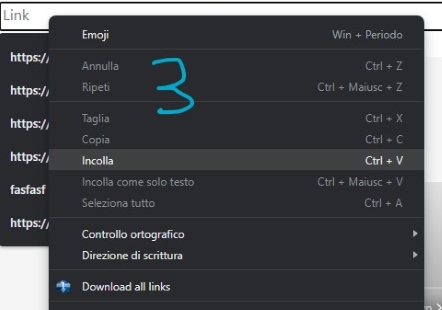 Link
Emoji Win + Periodo
https:/
Annulla Ctrl + Z
3
https:/
Ripeti Ctrl + Maiusc + Z
https:/
Taglia Ctrl + X
Copia Ctrl + C
https:/
Incolla Ctrl + V
fasfasf
Incolla come solo testo Ctrl + Maiusc + V
Seleziona tutto Ctrl + A
https:/
Controllo ortografico
Direzione di scrittura
Download all links